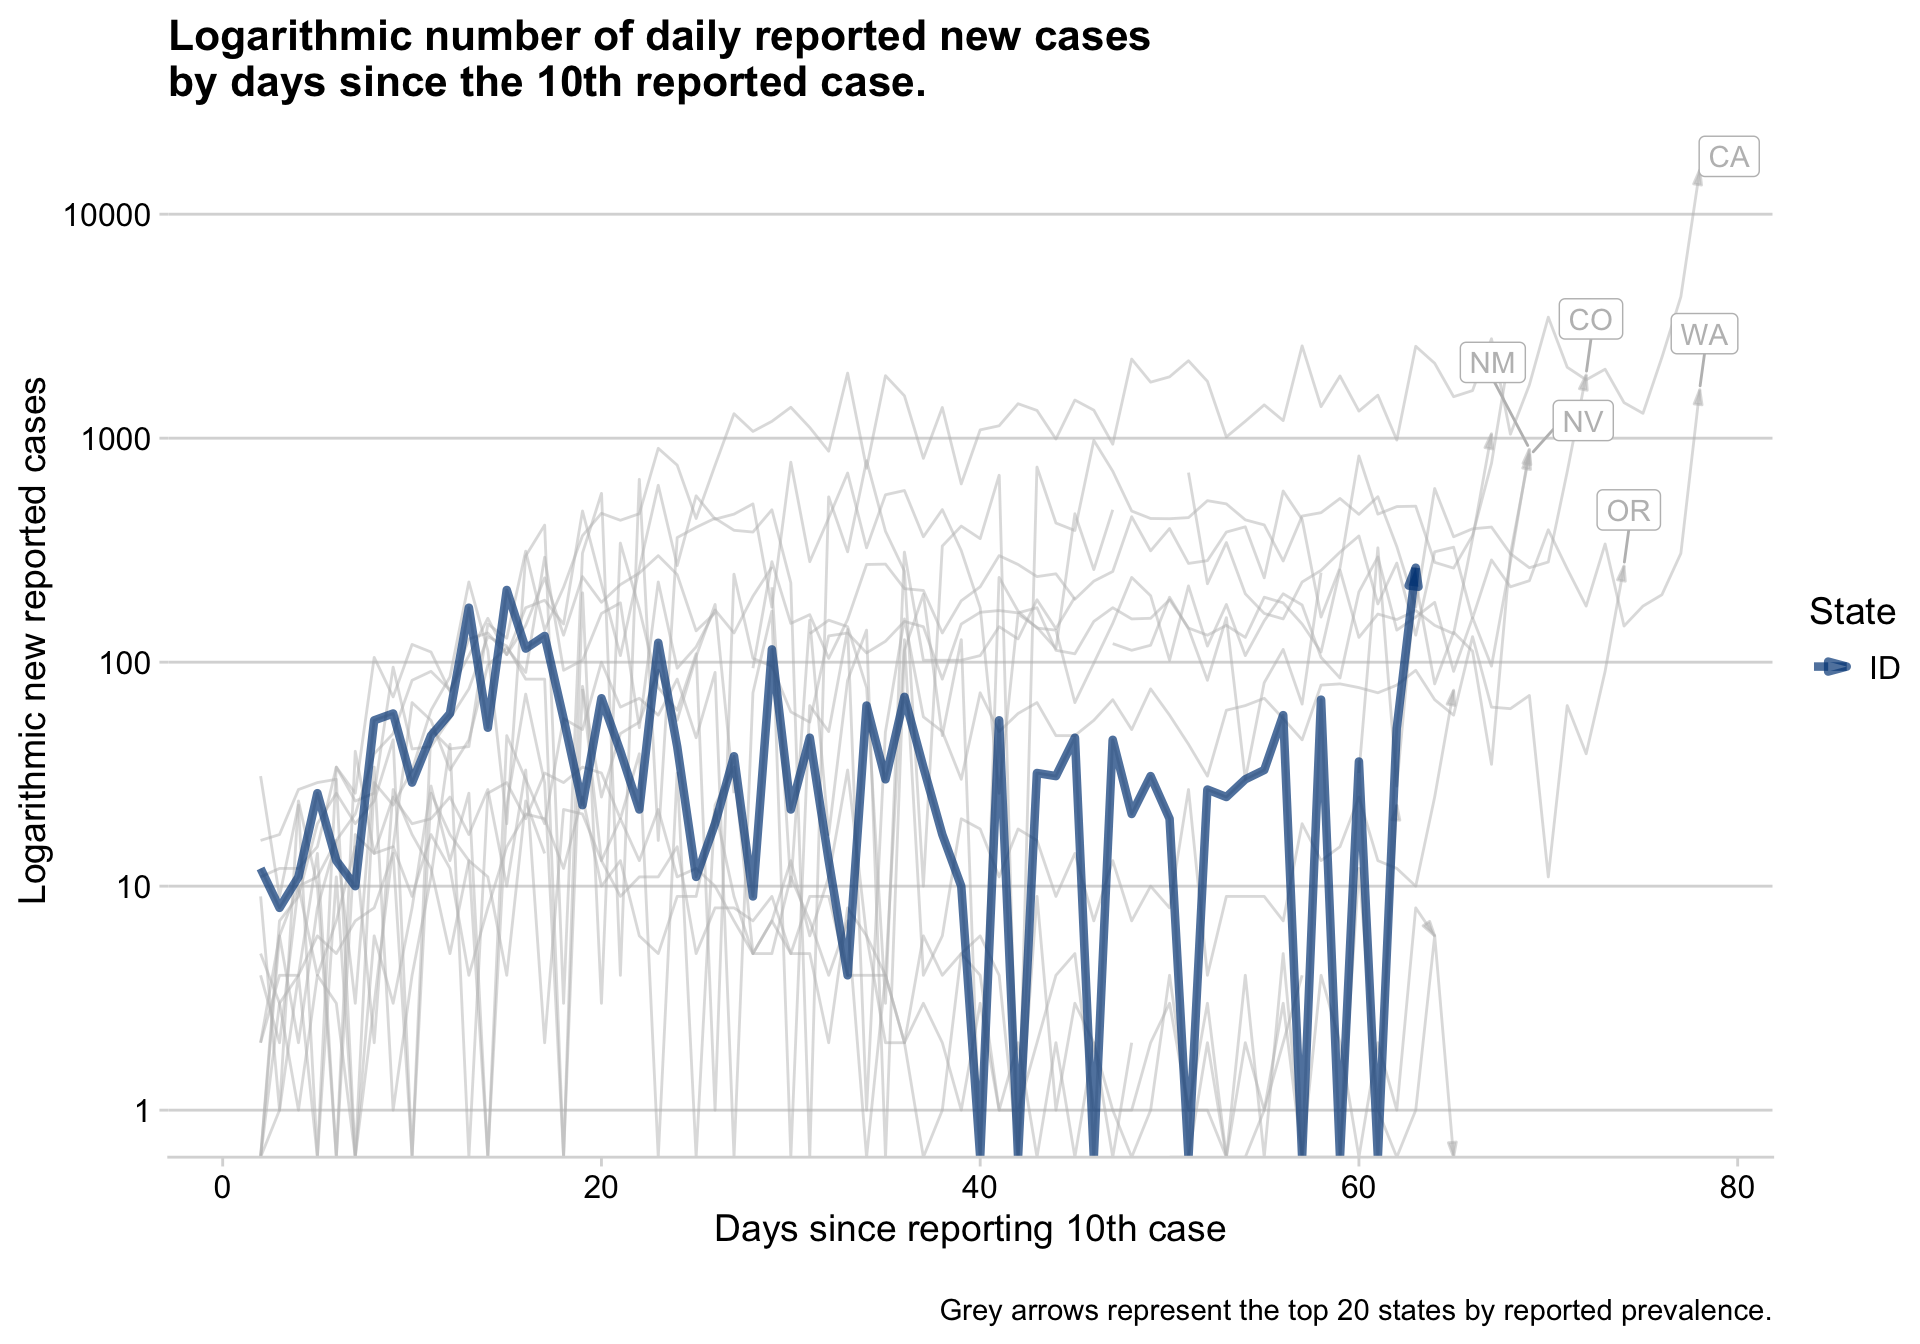 Logarithmic number of daily reported new cases
by days since the 10th reported case.
CA
10000
CO
WA
NM
NV
1000
OR
State
ID
100
10
1
Logarithmic new reported cases
0 20 40 60 80
Days since reporting 10th case
Grey arrows represent the top 20 states by reported prevalence.